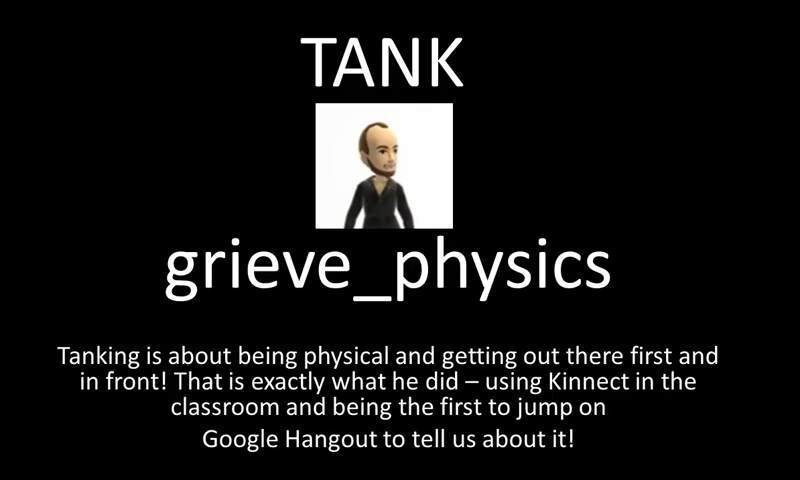 TANK
grieve_physics
Tanking is about being physical and getting out there first and
in front! That is exactly what he did – using Kinnect in the
classroom and being the first to jump on
Google Hangout to tell us about it!